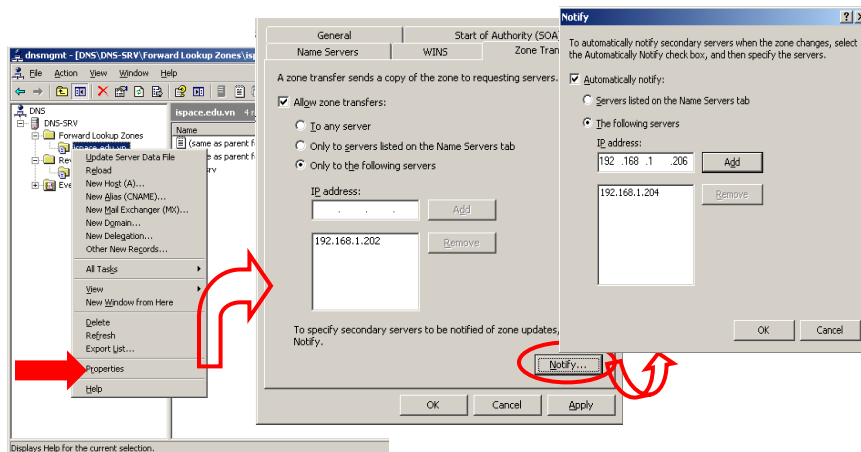 dnsmgmt - [DNS\DNS-SRV\Forward Lookup Zones\isp
File Action View Window Help
DNS
DNS-SRV
Forward Lookup Zones
ispace.edu.vn
Rev
Eve
ispace.edu.vn
Name
(same as parent f
e as parent f
rv
Update Server Data File
Reload
New Host (A)...
New Alias (CNAME)...
New Mail Exchanger (MX)...
New Domain...
New Delegation...
Other New Records...
All Tasks
View
New Window from Here
Delete
Refresh
Export List...
Properties
Help
Displays Help for the current selection.
General Start of Authority (SOA)
Name Servers WINS Zone Tran
A zone transfer sends a copy of the zone to requesting servers.
Allow zone transfers:
To any server
Only to servers listed on the Name Servers tab
Only to the following servers
IP address:
. . . Add
192.168.1.202 Remove
To specify secondary servers to be notified of zone updates,
Notify.
Notify...
OK Cancel Apply
Notify
To automatically notify secondary servers when the zone changes, select
the Automatically Notify check box, and then specify the servers.
Automatically notify:
Servers listed on the Name Servers tab
The following servers
IP address:
192 .168 .1 .206 Add
192.168.1.204 Remove
OK Cancel